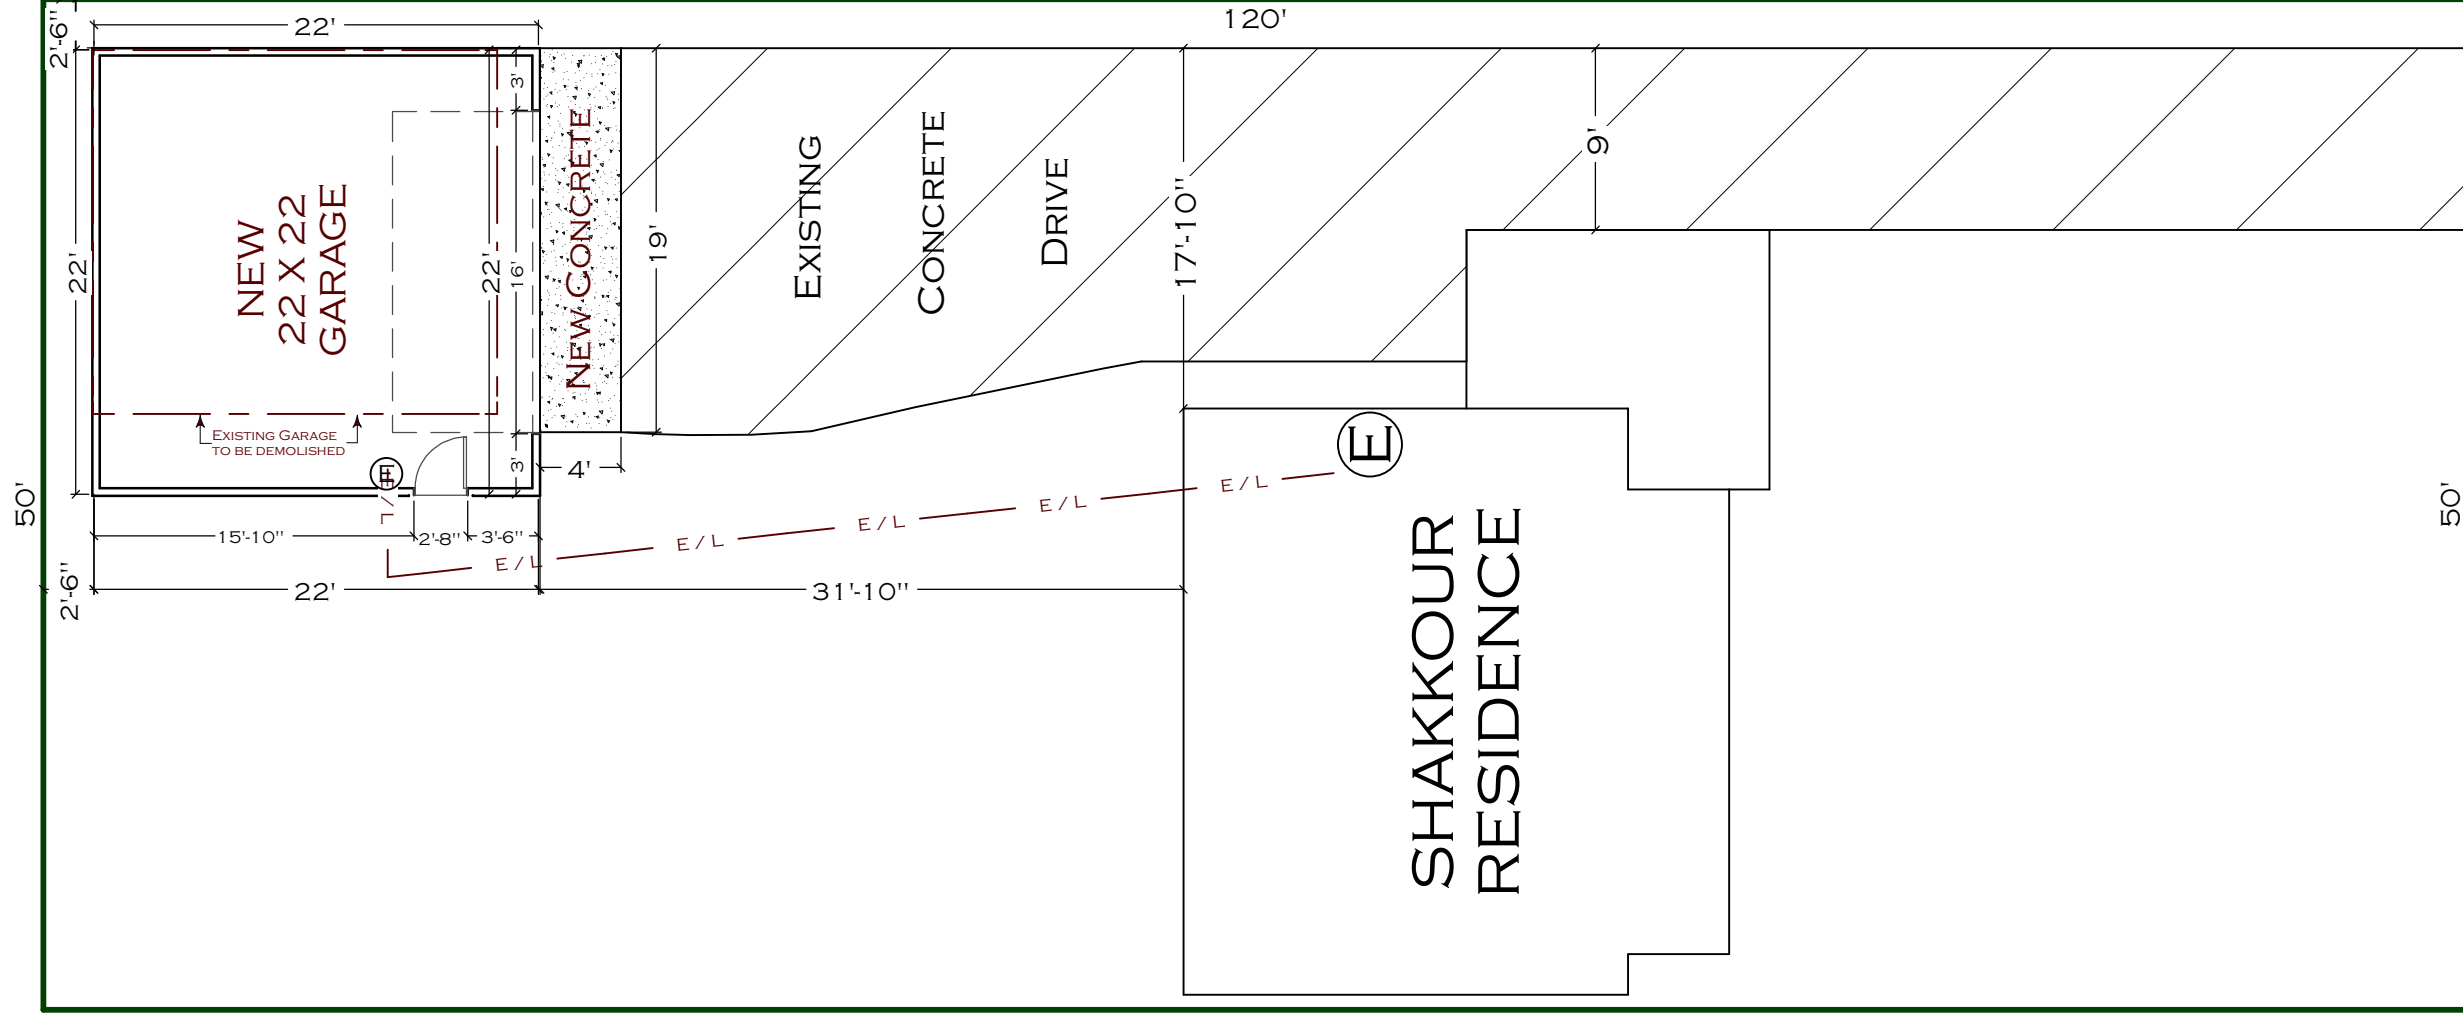 120'
2'-6"
22'
3'
22'
NEW
22 X 22
GARAGE
22'
16'
NEW CONCRETE
19'
EXISTING
CONCRETE
DRIVE
17'-10"
9'
EXISTING GARAGE
TO BE DEMOLISHED
E
E/L
3'
4'
E
50'
50'
15'-10"
2'-8"
3'-6"
E/L
E/L
E/L
E/L
E/L
2'-6"
22'
31'-10"
SHAKKOUR
RESIDENCE